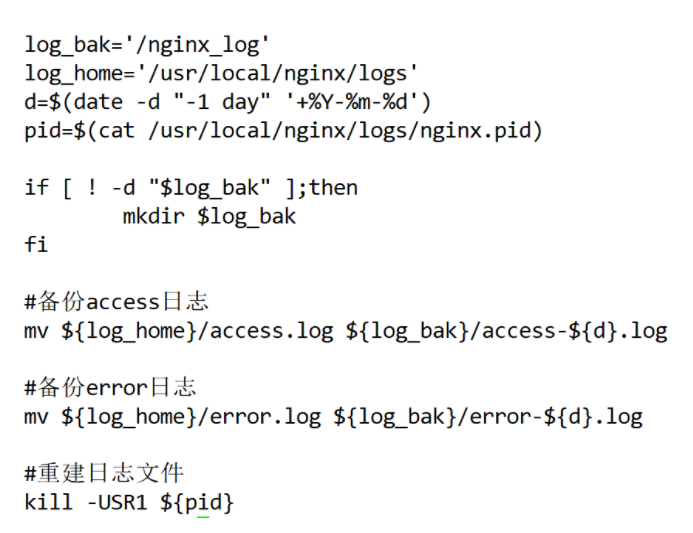 log_bak='/nginx_log'
log_home='/usr/local/nginx/logs'
d=$(date -d "-1 day" '+%Y-%m-%d')
pid=$(cat /usr/local/nginx/logs/nginx.pid)
if [ ! -d "$log_bak" ];then
mkdir $log_bak
fi
#备份access日志
mv ${log_home}/access.log ${log_bak}/access-${d}.log
#备份error日志
mv ${log_home}/error.log ${log_bak}/error-${d}.log
#重建日志文件
kill -USR1 ${pid}